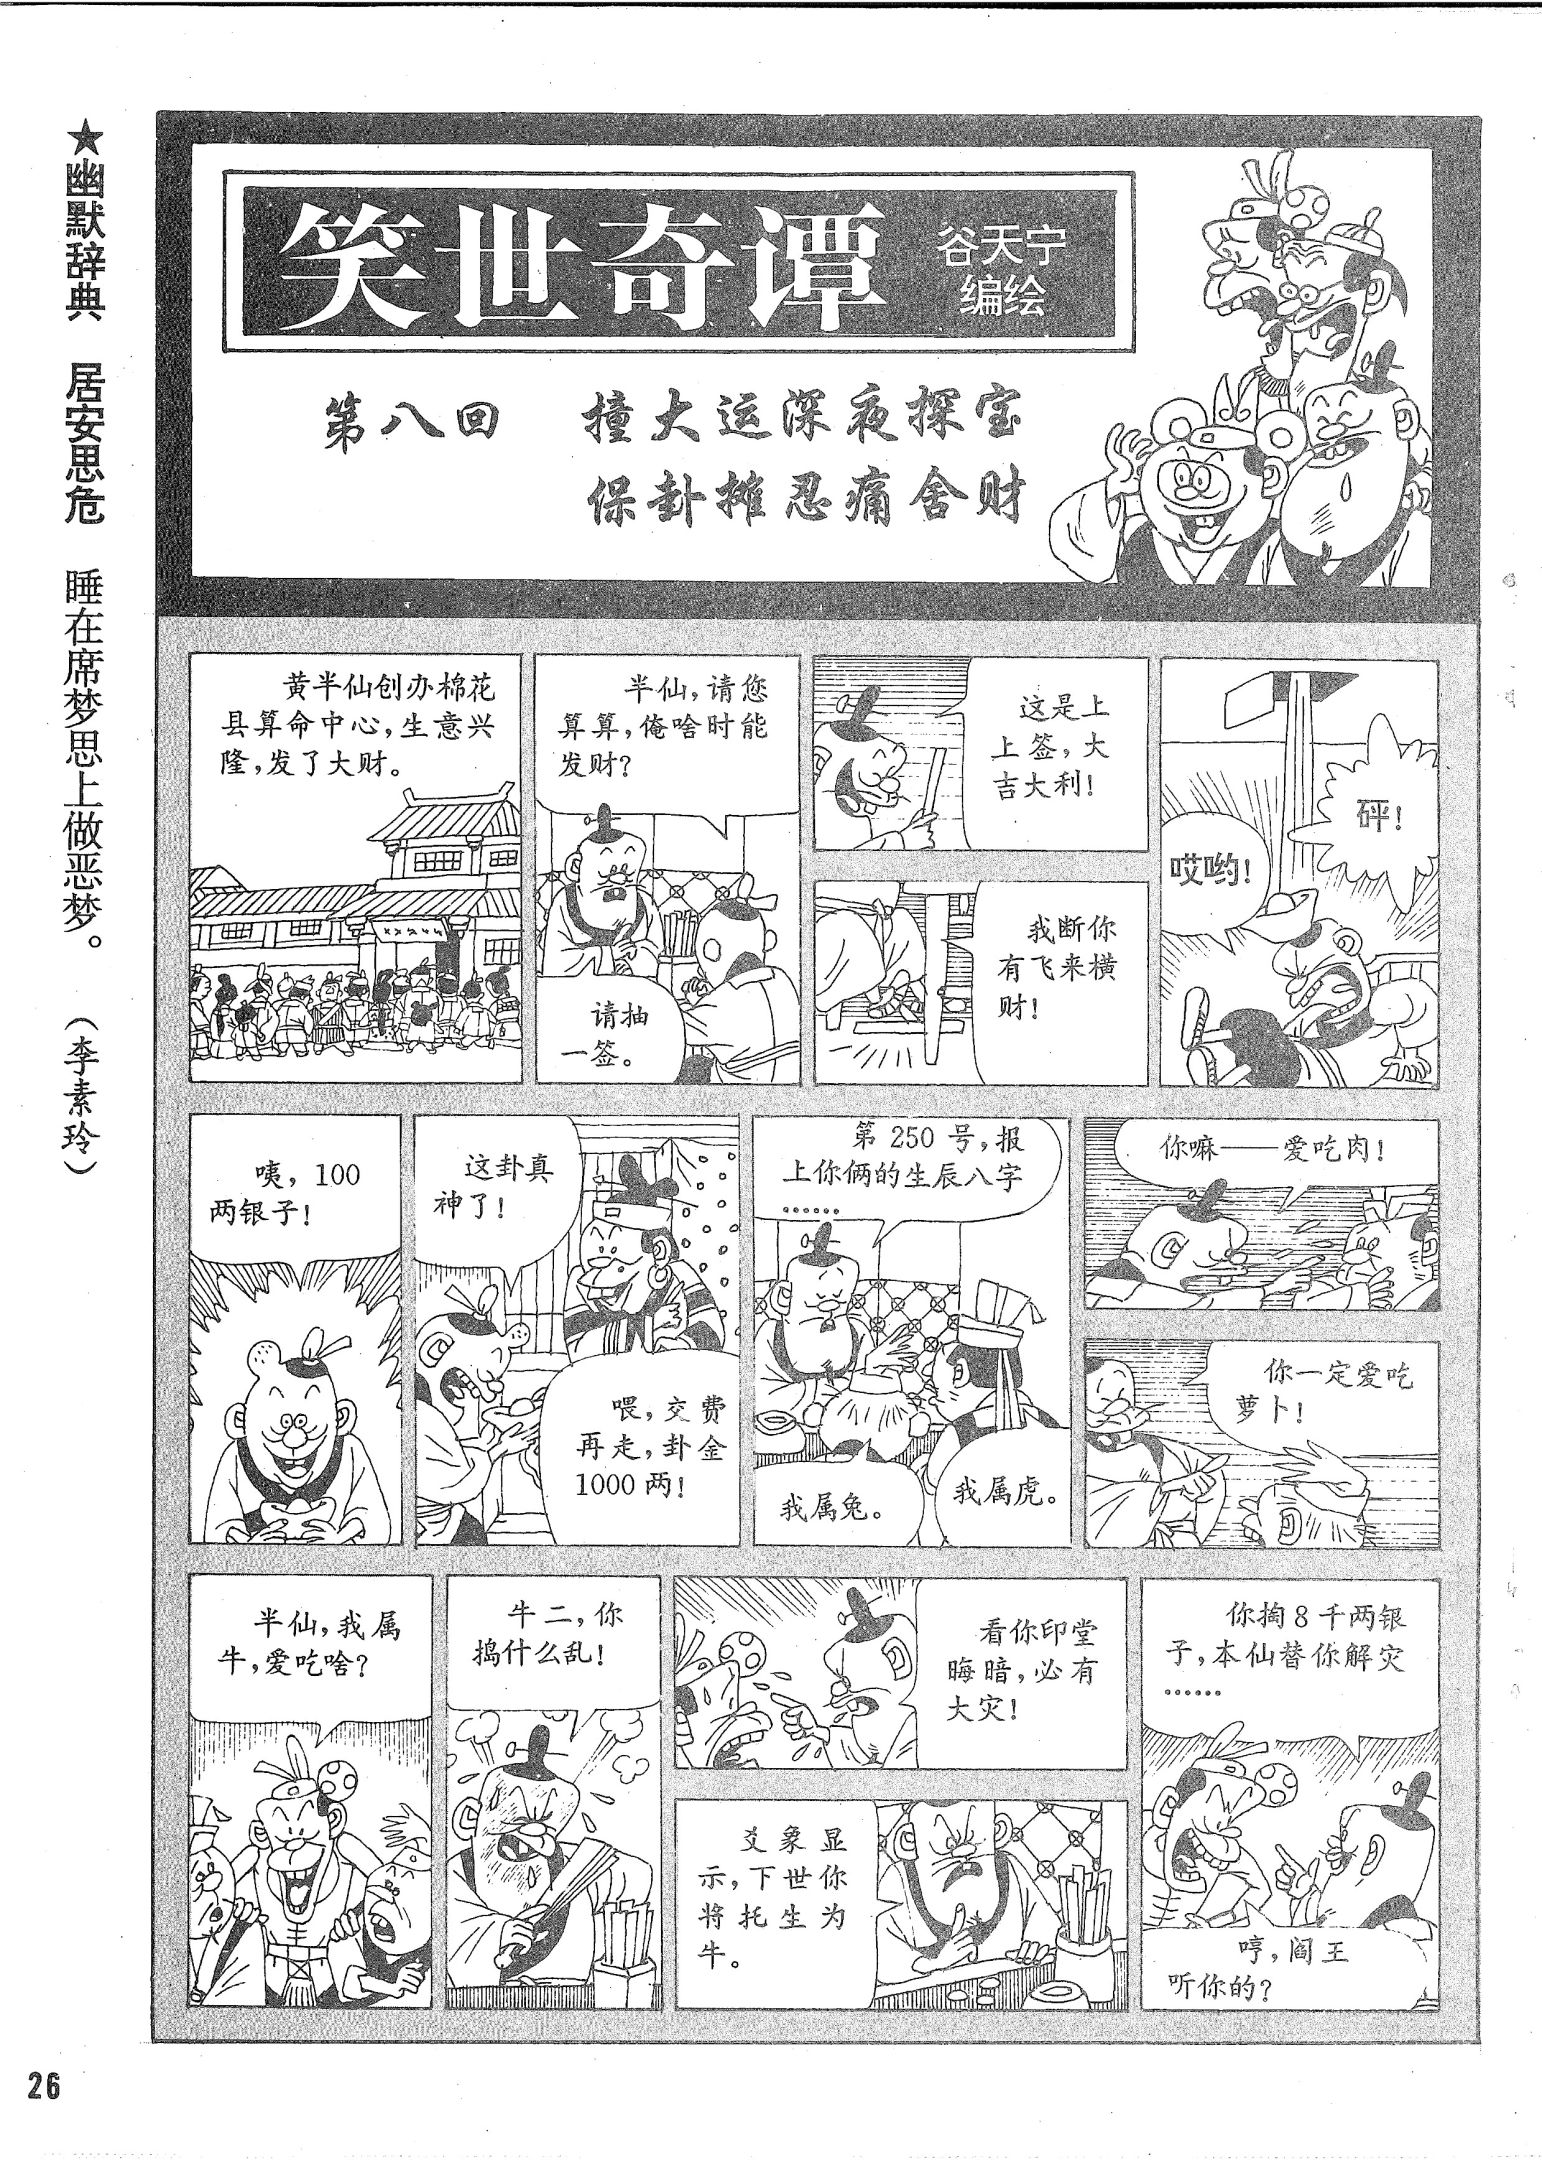 ★幽默辞典 居安思危 睡在席梦思上做恶梦。 (李素玲)
笑世奇谭
谷天宁
编绘
第八回 撞大运深夜探宝
保卦摊忍痛舍财
黄半仙创办棉花
县算命中心,生意兴
隆,发了大财。
半仙,请您
算算,俺啥时能
发财?
请抽
一签。
这是上
上签,大
吉大利!
我断你
有飞来横
财!
砰!
哎哟!
咦,100
两银子!
这卦真
神了!
喂,交费
再走,卦金
1000两!
第250号,报
上你俩的生辰八字
……
我属兔。
我属虎。
你嘛——爱吃肉!
你一定爱吃
萝卜!
半仙,我属
牛,爱吃啥?
牛二,你
捣什么乱!
看你印堂
晦暗,必有
大灾!
爻象显
示,下世你
将托生为
牛。
你掏8千两银
子,本仙替你解灾
……
哼,阎王
听你的?
26